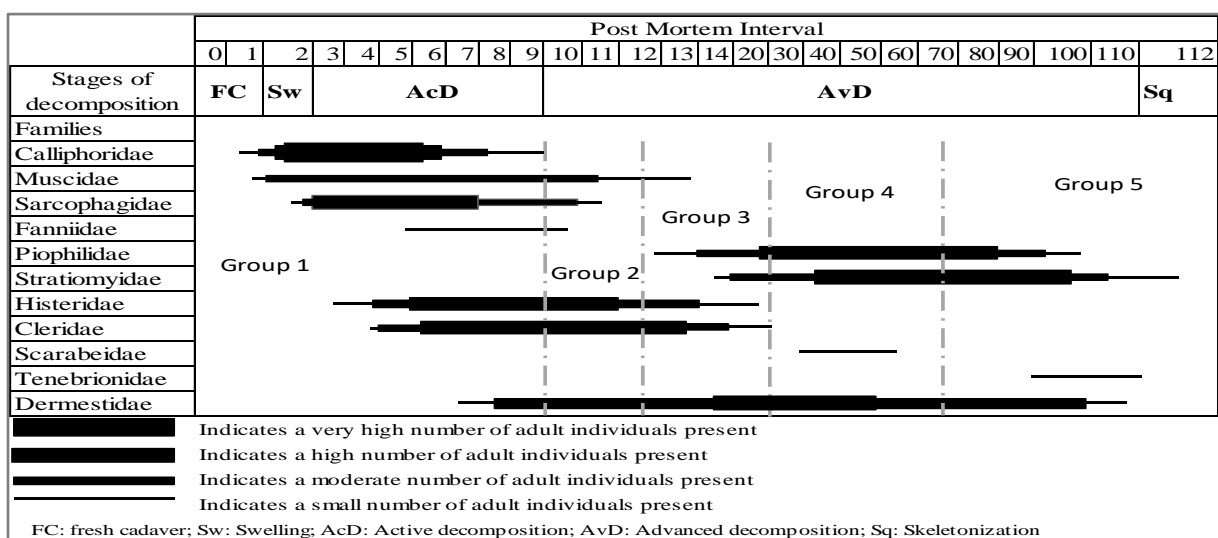 Post Mortem Interval
0 1 2 3 4 5 6 7 8 9 10 11 12 13 14 20 30 40 50 60 70 80 90 100 110 112
Stages of
decomposition
FC Sw AcD AvD Sq
Families
Calliphoridae
Muscidae
Group 4
Group 5
Sarcophagidae
Group 3
Fanniidae
Piophilidae
Group 1
Group 2
Stratiomyidae
Histeridae
Cleridae
Scarabeidae
Tenebrionidae
Dermestidae
Indicates a very high number of adult individuals present
Indicates a high number of adult individuals present
Indicates a moderate number of adult individuals present
Indicates a small number of adult individuals present
FC: fresh cadaver; Sw: Swelling; AcD: Active decomposition; AvD: Advanced decomposition; Sq: Skeletonization